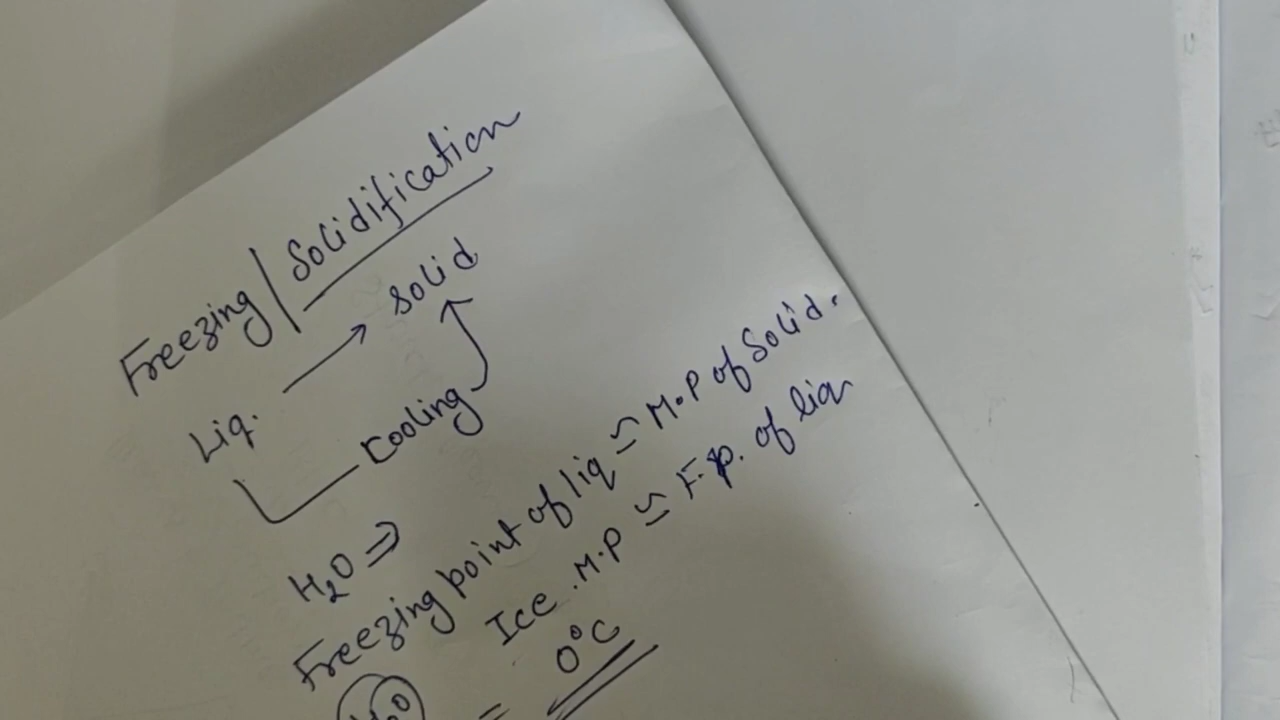 Freezing/Solidification
Liq. → Solid
Cooling
H₂O ⇒
Freezing point of liq ≃ M.P of Solid.
Ice M.P ≃ F.p. of liq
= 0°C